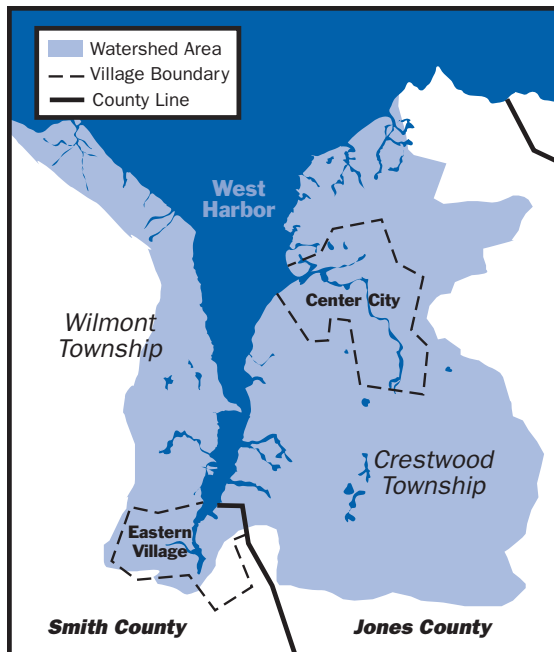 Watershed Area
Village Boundary
County Line
West
Harbor
Center City
Wilmont
Township
Crestwood
Township
Eastern
Village
Smith County
Jones County